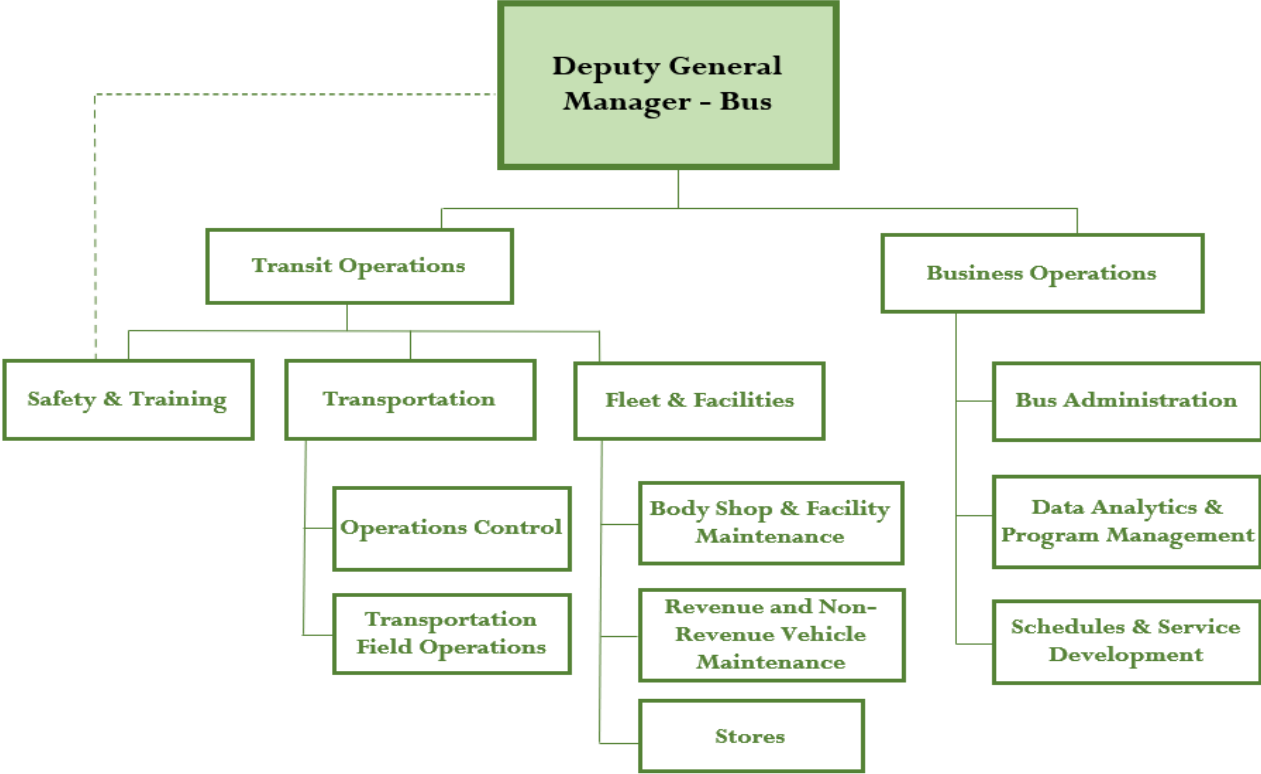 Deputy General
Manager - Bus
Transit Operations
Business Operations
Safety & Training
Transportation
Fleet & Facilities
Bus Administration
Operations Control
Body Shop & Facility
Maintenance
Data Analytics &
Program Management
Transportation
Field Operations
Revenue and Non-
Revenue Vehicle
Maintenance
Schedules & Service
Development
Stores